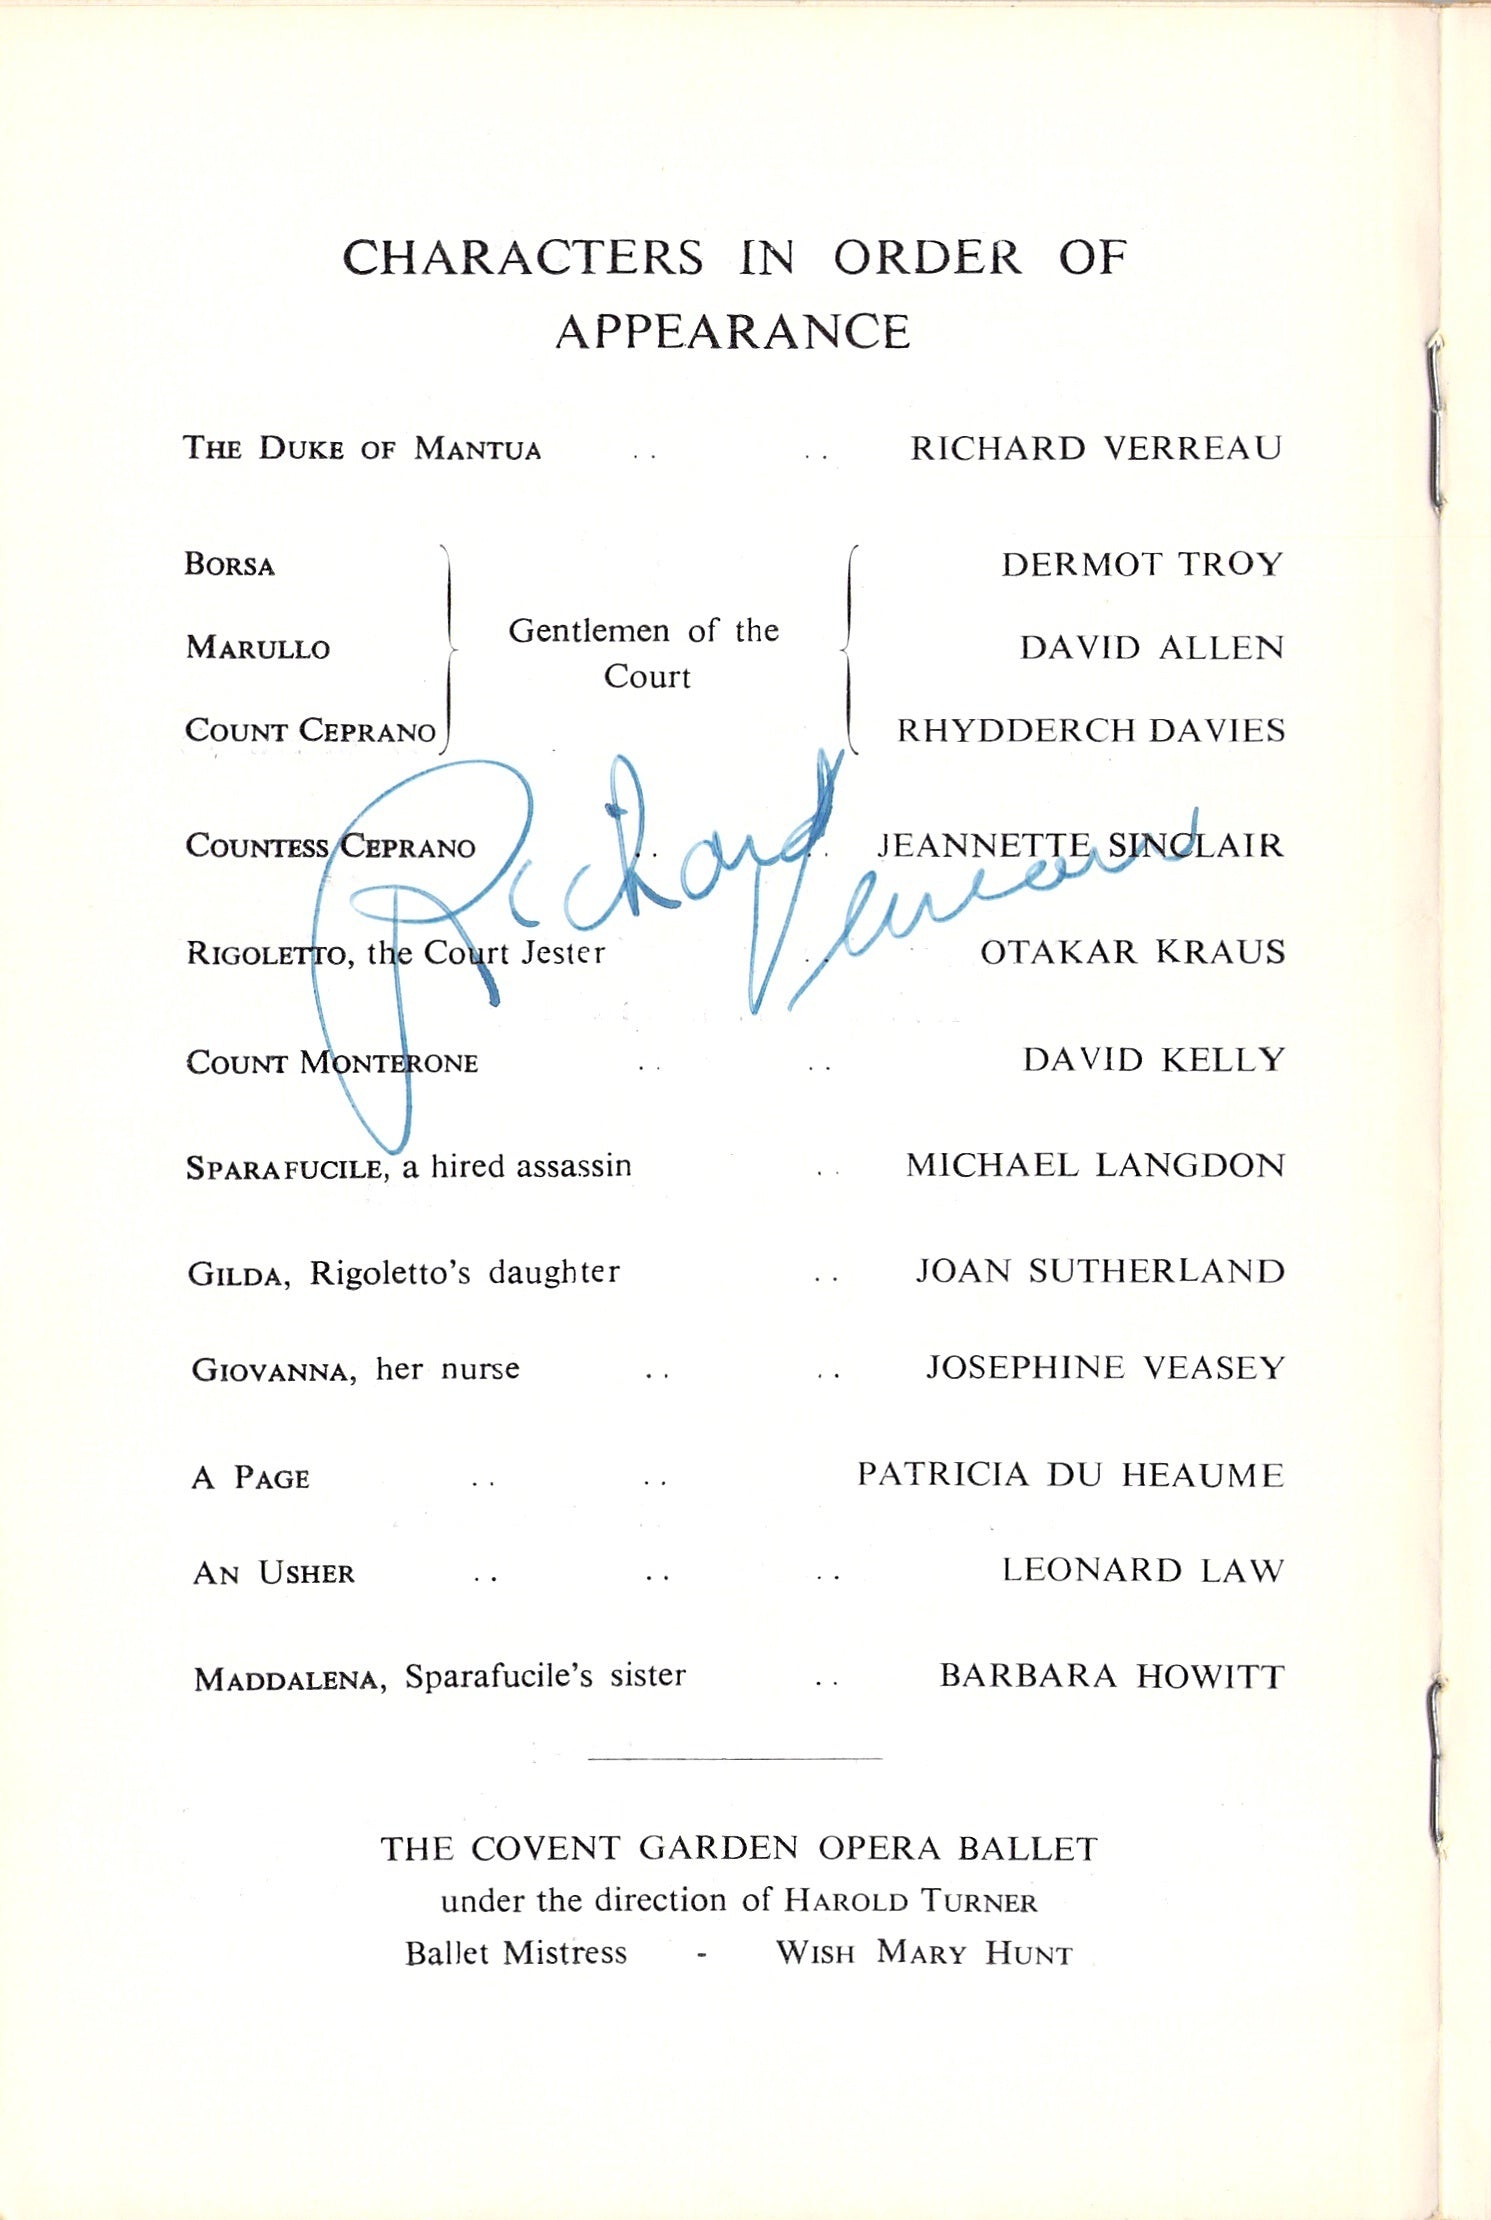 CHARACTERS IN ORDER OF
APPEARANCE
THE DUKE OF MANTUA .. .. RICHARD VERREAU
BORSA DERMOT TROY
Gentlemen of the
MARULLO DAVID ALLEN
Court
COUNT CEPRANO RHYDDERCH DAVIES
Richard Verreau
COUNTESS CEPRANO .. .. JEANNETTE SINCLAIR
RIGOLETTO, the Court Jester .. OTAKAR KRAUS
COUNT MONTERONE .. .. DAVID KELLY
SPARAFUCILE, a hired assassin .. MICHAEL LANGDON
GILDA, Rigoletto's daughter .. JOAN SUTHERLAND
GIOVANNA, her nurse .. .. JOSEPHINE VEASEY
A PAGE .. .. PATRICIA DU HEAUME
AN USHER .. .. .. LEONARD LAW
MADDALENA, Sparafucile's sister .. BARBARA HOWITT
THE COVENT GARDEN OPERA BALLET
under the direction of HAROLD TURNER
Ballet Mistress - WISH MARY HUNT